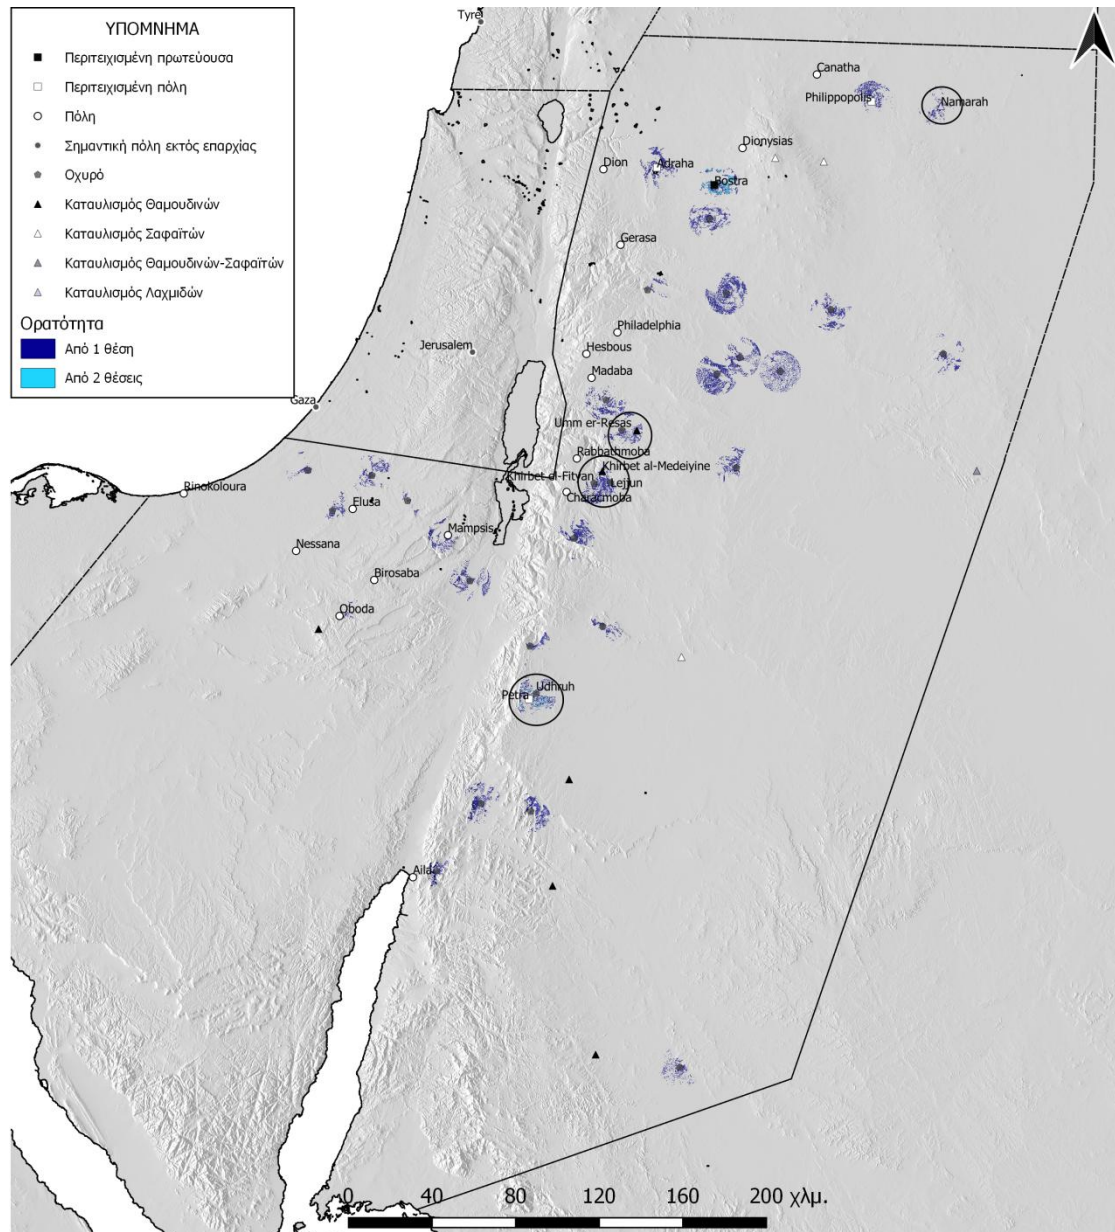 ΥΠΟΜΝΗΜΑ
Περιτειχισμένη πρωτεύουσα
Περιτειχισμένη πόλη
Πόλη
Σημαντική πόλη εκτός επαρχίας
Οχυρό
Καταυλισμός Θαμουδινών
Καταυλισμός Σαφαϊτών
Καταυλισμός Θαμουδινών-Σαφαϊτών
Καταυλισμός Λαχμιδών
Ορατότητα
Από 1 θέση
Από 2 θέσεις
Tyre
Canatha
Philippopolis
Namarah
Dionysias
Dion
Adraha
Bostra
Gerasa
Philadelphia
Jerusalem
Hesbous
Madaba
Gaza
Umm er-Resas
Rabbathmoba
Khirbet al-Medeiyine
Khirbet el-Fityan
Lejjun
Characmoba
Rinokoloura
Elusa
Mampsis
Nessana
Birosaba
Oboda
Udhruh
Petra
Aila
0 40 80 120 160 200 χλμ.